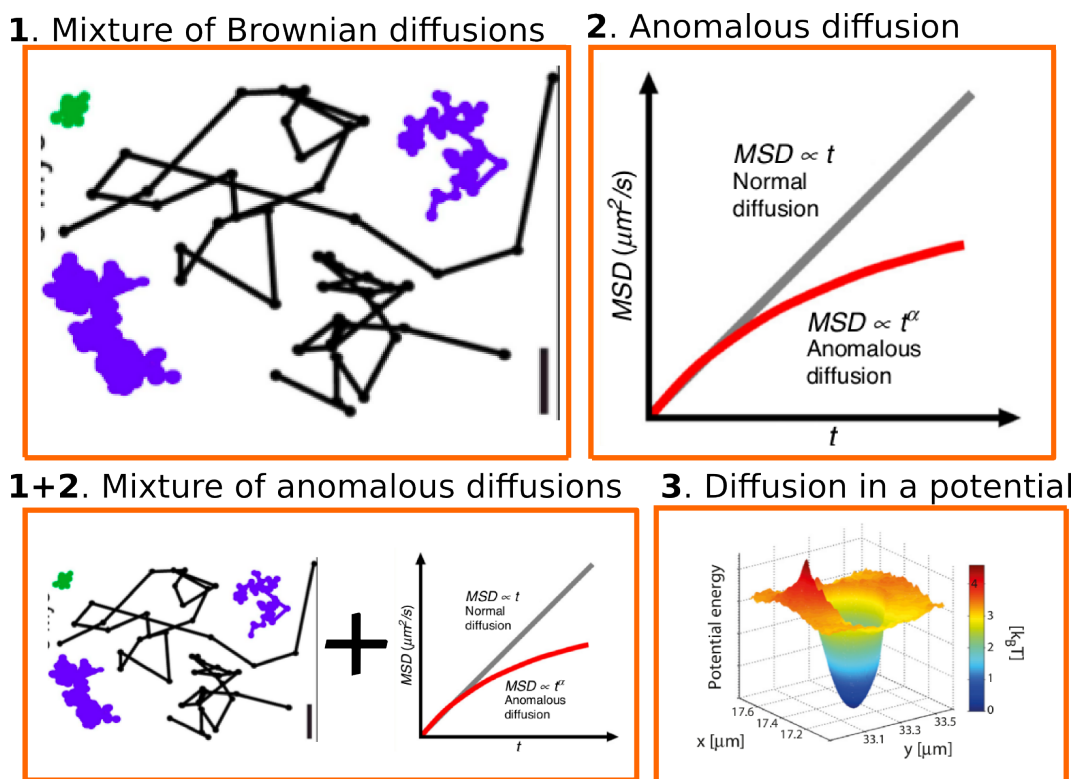 1. Mixture of Brownian diffusions
2. Anomalous diffusion
MSD (μm²/s)
MSD ∝ t
Normal
diffusion
MSD ∝ t^α
Anomalous
diffusion
t
1+2. Mixture of anomalous diffusions
3. Diffusion in a potential
MSD (μm²/s)
MSD ∝ t
Normal
diffusion
MSD ∝ t^α
Anomalous
diffusion
t
Potential energy
4
3
2
1
0
[k_BT]
17.6
17.4
17.2
x [μm]
33.1
33.3
33.5
y [μm]